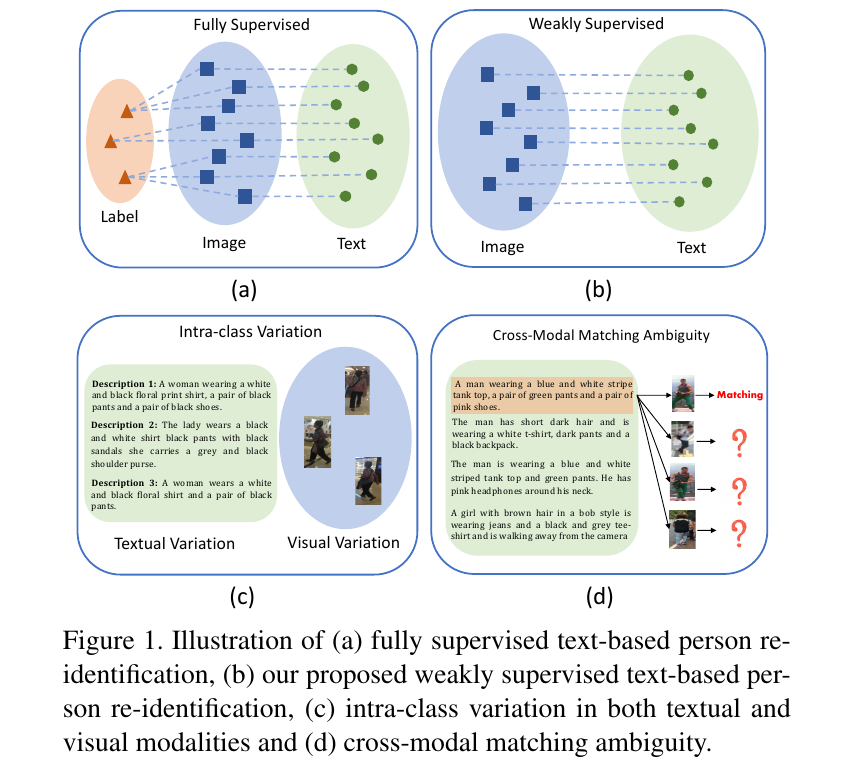 Fully Supervised
Label
Image
Text
(a)
Weakly Supervised
Image
Text
(b)
Intra-class Variation
Description 1: A woman wearing a white
and black floral print shirt, a pair of black
pants and a pair of black shoes.
Description 2: The lady wears a black
and white shirt black pants with black
sandals she carries a grey and black
shoulder purse.
Description 3: A woman wears a white
and black floral shirt and a pair of black
pants.
Textual Variation
Visual Variation
(c)
Cross-Modal Matching Ambiguity
A man wearing a blue and white stripe
tank top, a pair of green pants and a pair of
pink shoes.
Matching
The man has short dark hair and is
wearing a white t-shirt, dark pants and a
black backpack.
?
The man is wearing a blue and white
striped tank top and green pants. He has
pink headphones around his neck.
?
A girl with brown hair in a bob style is
wearing jeans and a black and grey tee-
shirt and is walking away from the camera
?
(d)
Figure 1. Illustration of (a) fully supervised text-based person re-
identification, (b) our proposed weakly supervised text-based per-
son re-identification, (c) intra-class variation in both textual and
visual modalities and (d) cross-modal matching ambiguity.